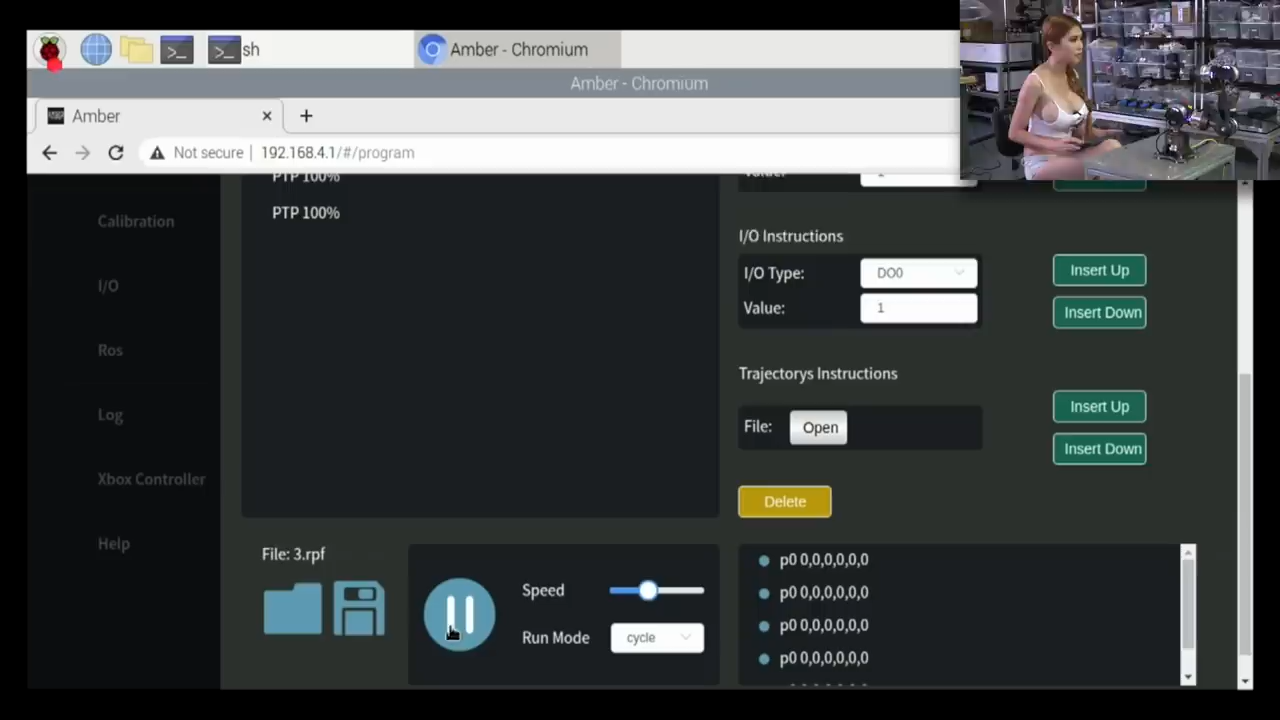 sh
Amber - Chromium
Amber - Chromium
Amber
Not secure | 192.168.4.1/#/program
Calibration
I/O
Ros
Log
Xbox Controller
Help
PTP 100%
PTP 100%
Value:
I/O Instructions
I/O Type: DO0 Insert Up
Value: 1 Insert Down
Trajectorys Instructions
Insert Up
File: Open
Insert Down
Delete
File: 3.rpf
Speed
Run Mode cycle
p0 0,0,0,0,0,0
p0 0,0,0,0,0,0
p0 0,0,0,0,0,0
p0 0,0,0,0,0,0